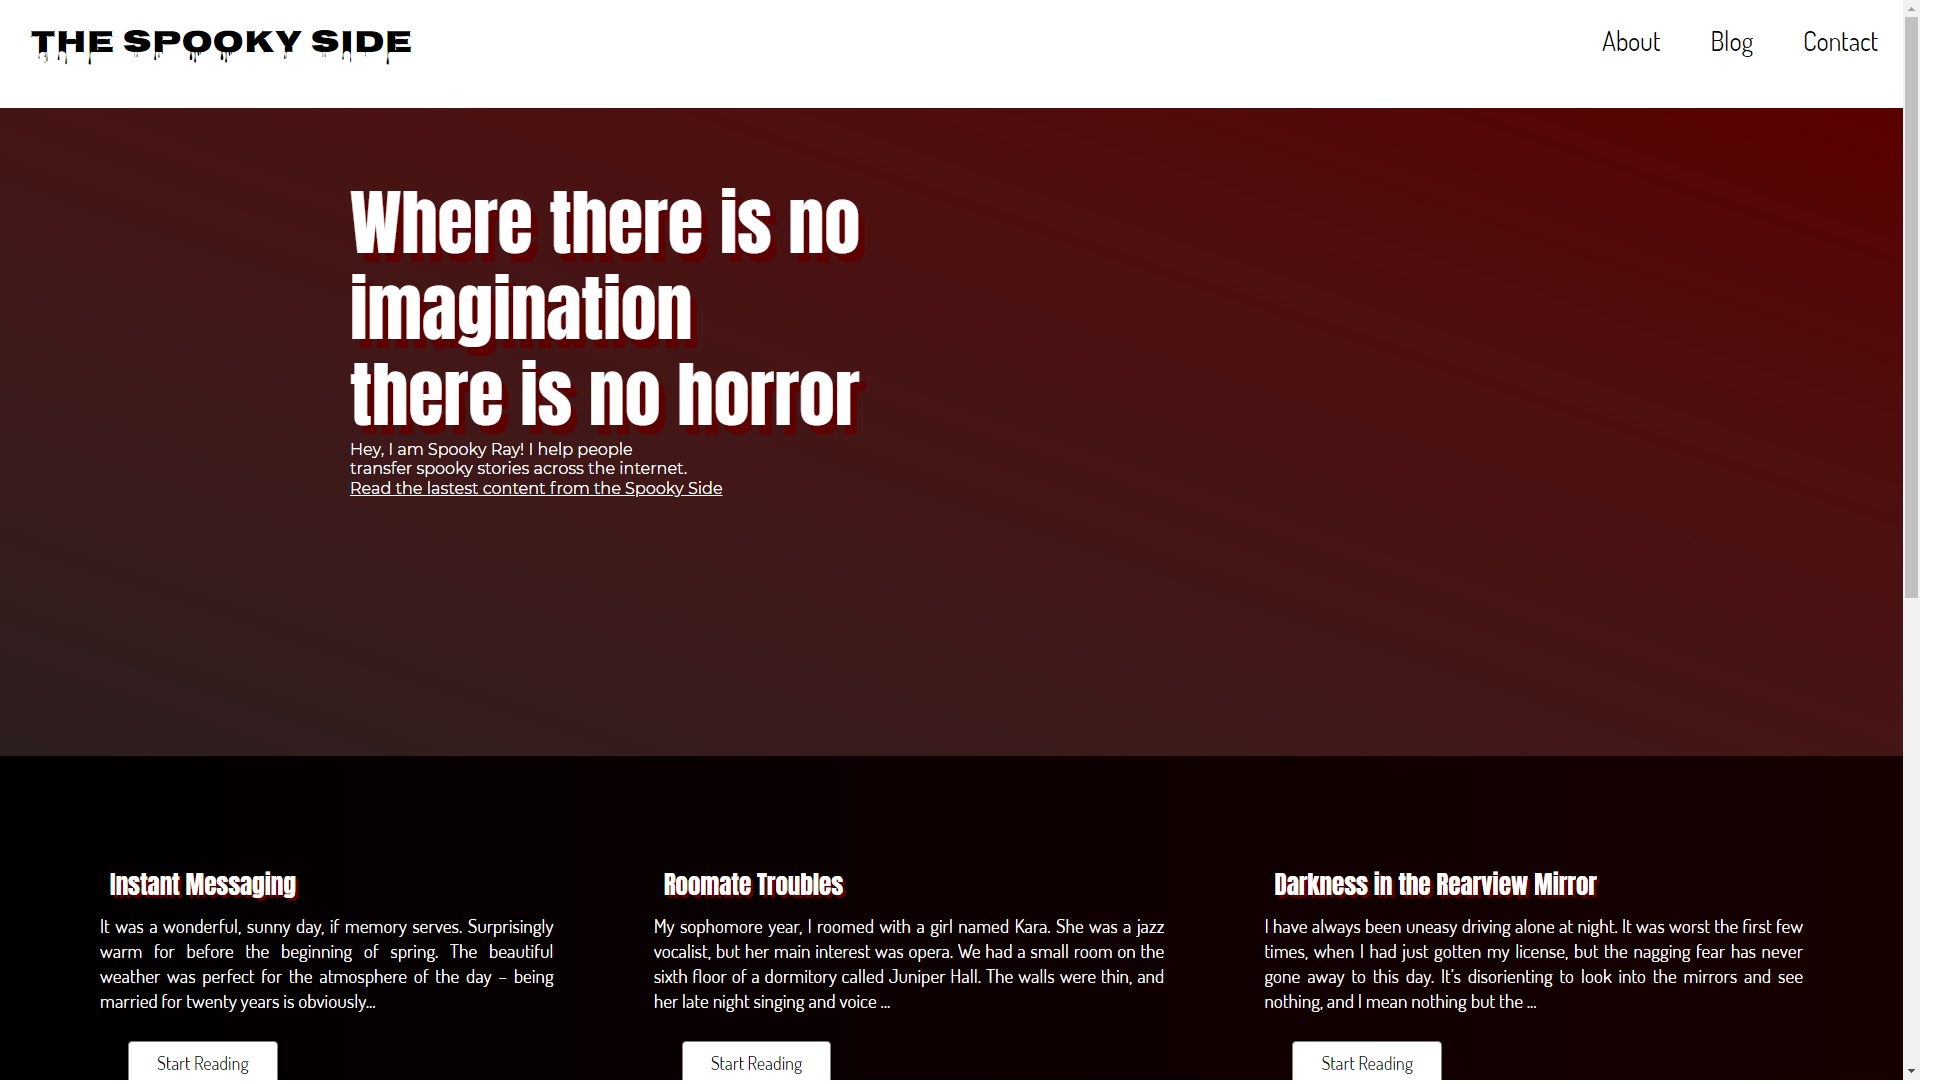 THE SPOOKY SIDE
About
Blog
Contact
Where there is no
imagination
there is no horror
Hey, I am Spooky Ray! I help people
transfer spooky stories across the internet.
Read the lastest content from the Spooky Side
Instant Messaging
It was a wonderful, sunny day, if memory serves. Surprisingly
warm for before the beginning of spring. The beautiful
weather was perfect for the atmosphere of the day – being
married for twenty years is obviously...
Start Reading
Roomate Troubles
My sophomore year, I roomed with a girl named Kara. She was a jazz
vocalist, but her main interest was opera. We had a small room on the
sixth floor of a dormitory called Juniper Hall. The walls were thin, and
her late night singing and voice ...
Start Reading
Darkness in the Rearview Mirror
I have always been uneasy driving alone at night. It was worst the first few
times, when I had just gotten my license, but the nagging fear has never
gone away to this day. It’s disorienting to look into the mirrors and see
nothing, and I mean nothing but the ...
Start Reading